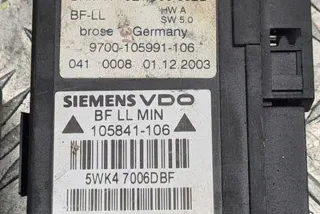 BF-LL
HW A
SW 5.0
brose Germany
9700-105991-106
041 0008 01.12.2003
SIEMENS VDO
BF LL MIN
105841-106
5WK4 7006DBF